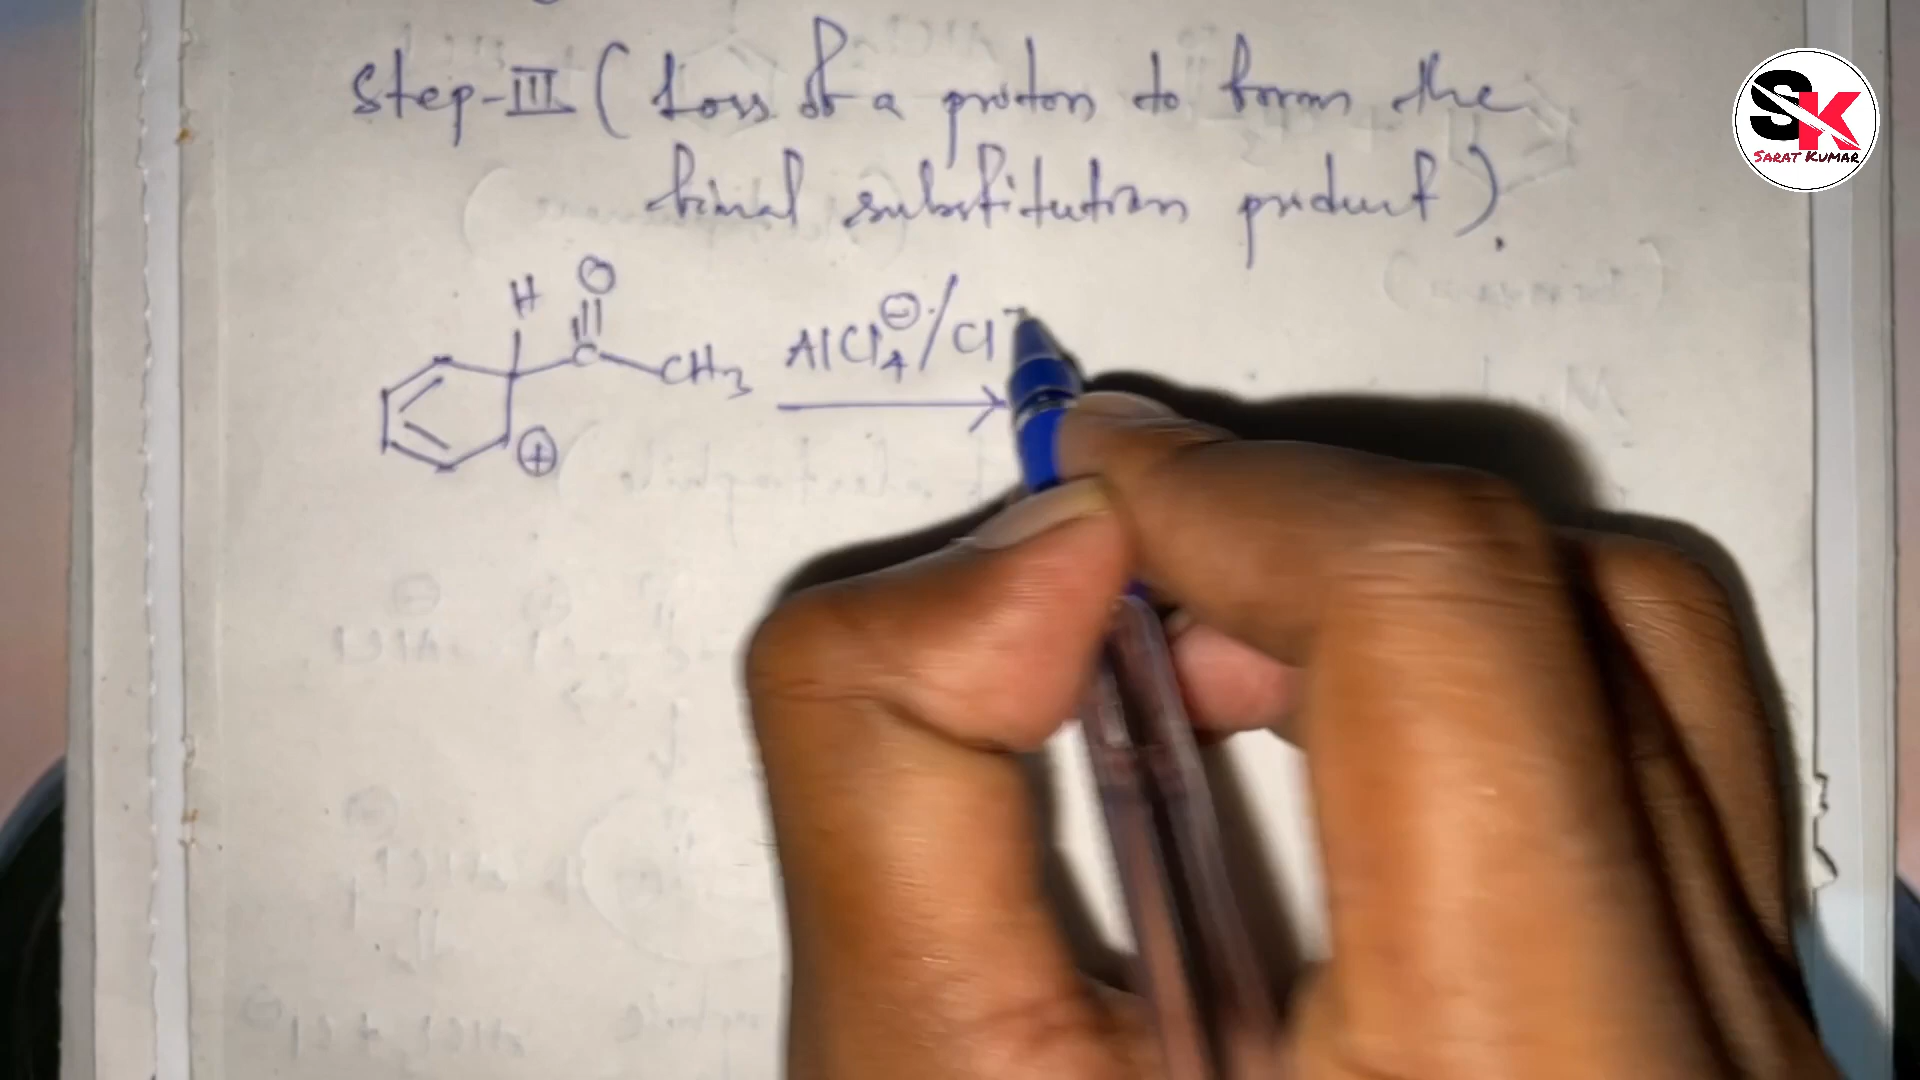 Step-III (Loss of a proton to form the
final substitution product).
H
O
C
CH3
⊕
AlCl4⊖/Cl
SK
SARAT KUMAR